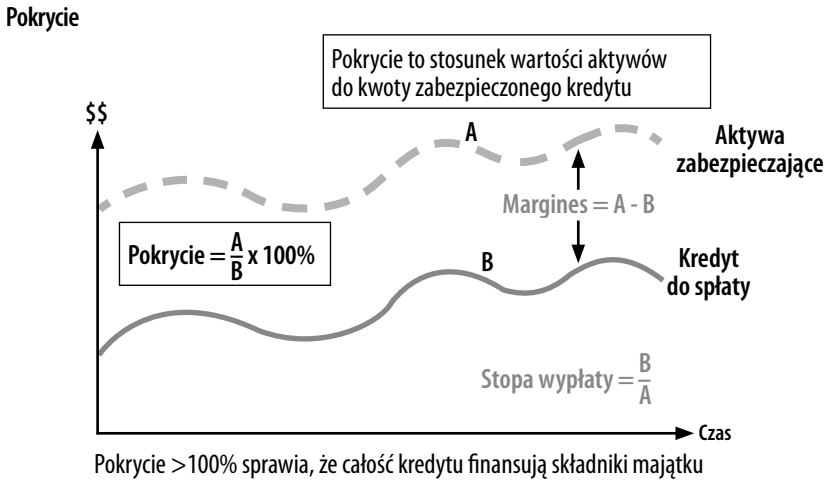 Pokrycie
Pokrycie to stosunek wartości aktywów
do kwoty zabezpieczonego kredytu
$$
A
Aktywa
zabezpieczające
Margines = A - B
Pokrycie = A/B x 100%
B
Kredyt
do spłaty
Stopa wypłaty = B/A
Czas
Pokrycie >100% sprawia, że całość kredytu finansują składniki majątku